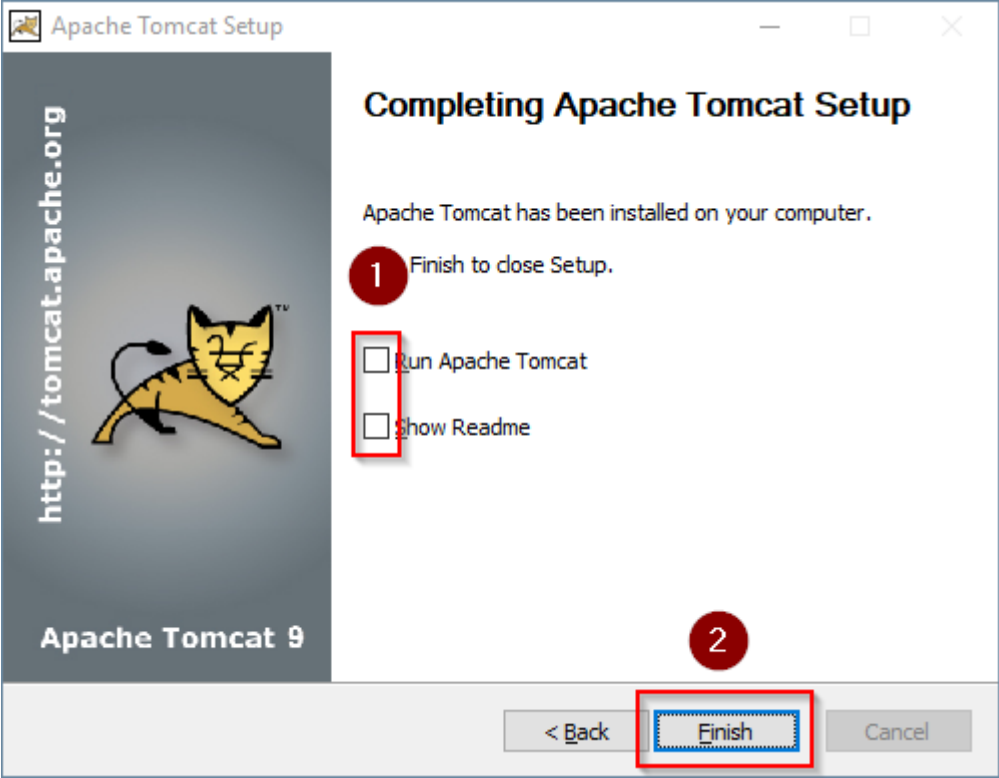 Apache Tomcat Setup
http://tomcat.apache.org
TM
Apache Tomcat 9
Completing Apache Tomcat Setup
Apache Tomcat has been installed on your computer.
1
Finish to close Setup.
Run Apache Tomcat
Show Readme
2
< Back
Finish
Cancel